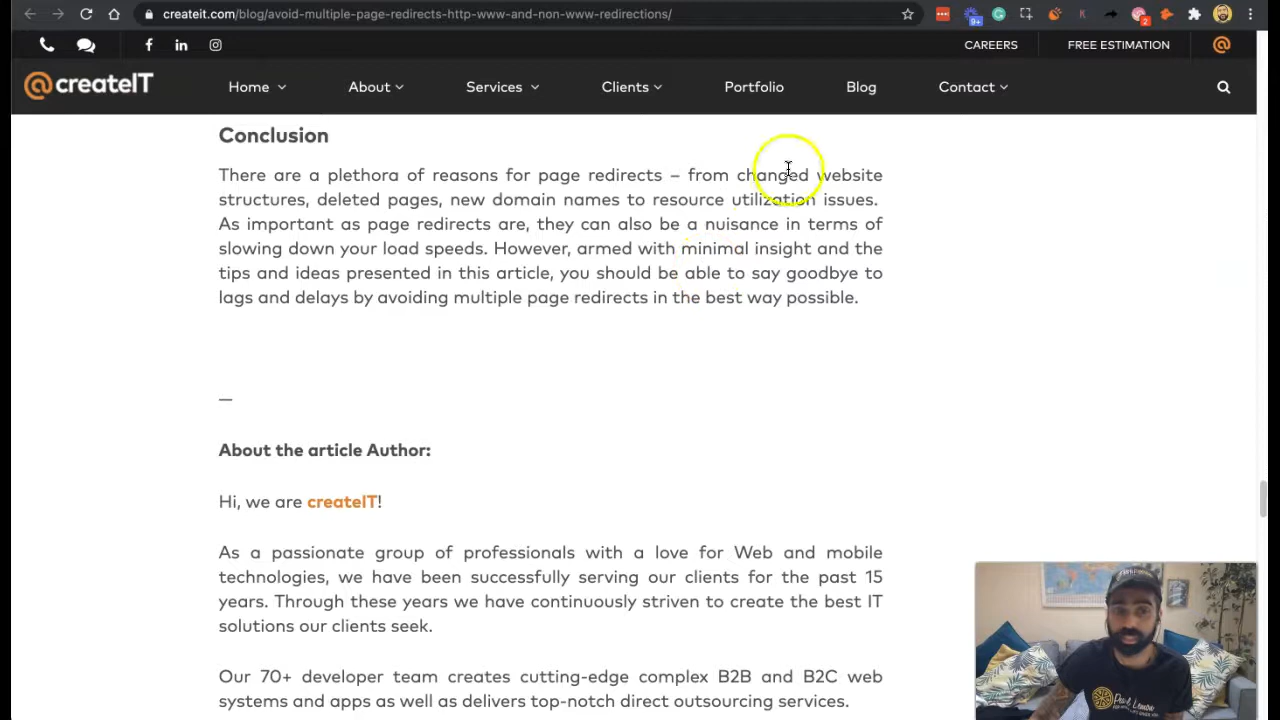 createit.com/blog/avoid-multiple-page-redirects-http-www-and-non-www-redirections/
9+
K
2
CAREERS
FREE ESTIMATION
@
@createIT
Home
About
Services
Clients
Portfolio
Blog
Contact
Conclusion
There are a plethora of reasons for page redirects – from changed website
structures, deleted pages, new domain names to resource utilization issues.
As important as page redirects are, they can also be a nuisance in terms of
slowing down your load speeds. However, armed with minimal insight and the
tips and ideas presented in this article, you should be able to say goodbye to
lags and delays by avoiding multiple page redirects in the best way possible.
—
About the article Author:
Hi, we are createIT!
As a passionate group of professionals with a love for Web and mobile
technologies, we have been successfully serving our clients for the past 15
years. Through these years we have continuously striven to create the best IT
solutions our clients seek.
Our 70+ developer team creates cutting-edge complex B2B and B2C web
systems and apps as well as delivers top-notch direct outsourcing services.